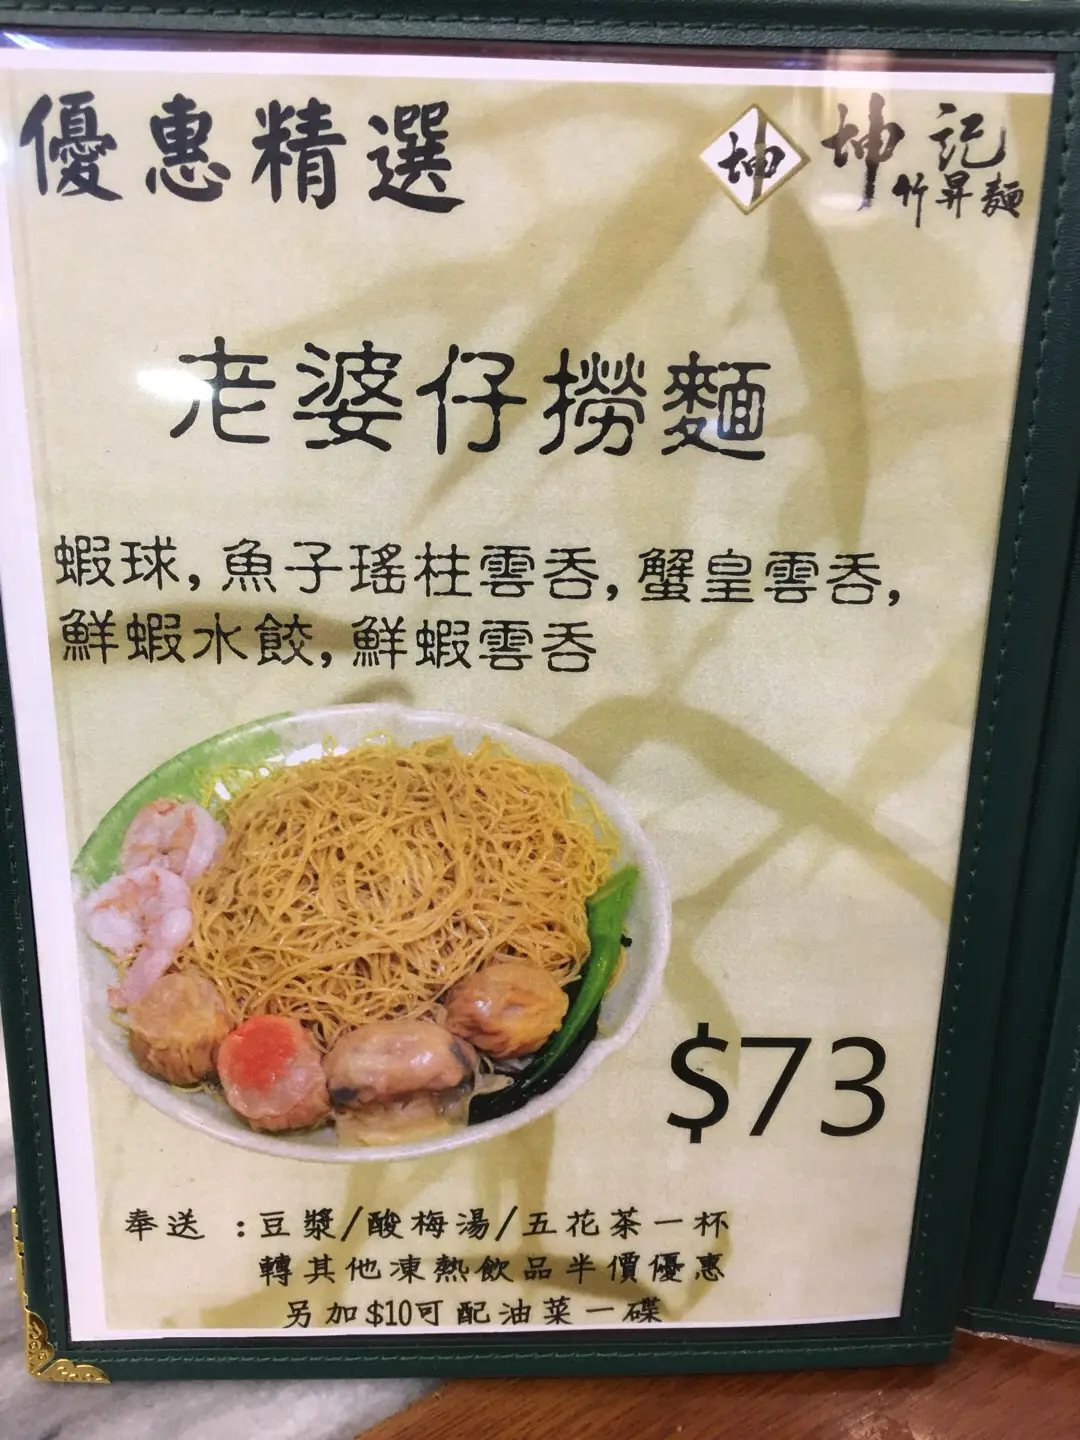 優惠精選
坤 坤記
竹昇麵
老婆仔撈麵
蝦球,魚子瑤柱雲吞,蟹皇雲吞,
鮮蝦水餃,鮮蝦雲吞
$73
奉送 :豆漿/酸梅湯/五花茶一杯
轉其他凍熱飲品半價優惠
另加$10可配油菜一碟